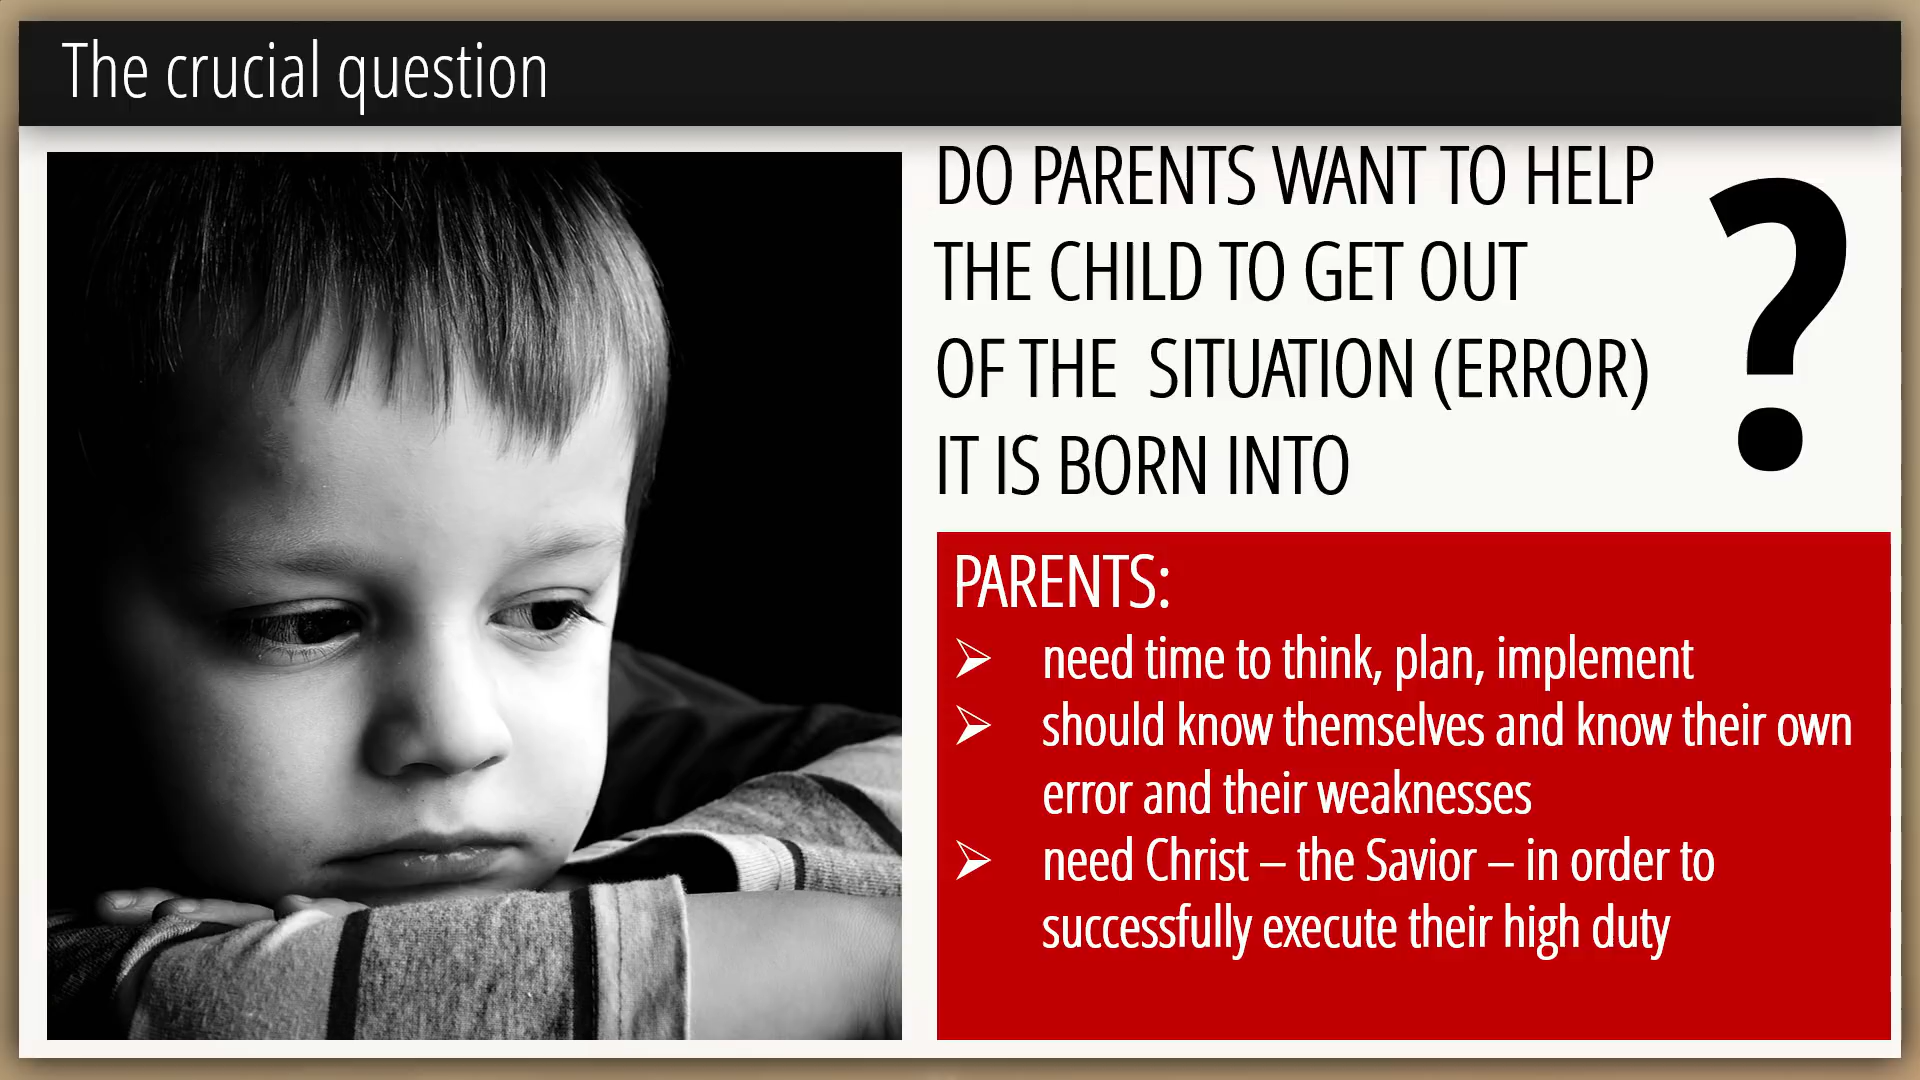 The crucial question
DO PARENTS WANT TO HELP
THE CHILD TO GET OUT
OF THE  SITUATION (ERROR)
IT IS BORN INTO
?
PARENTS:
➢ need time to think, plan, implement
➢ should know themselves and know their own
error and their weaknesses
➢ need Christ – the Savior – in order to
successfully execute their high duty